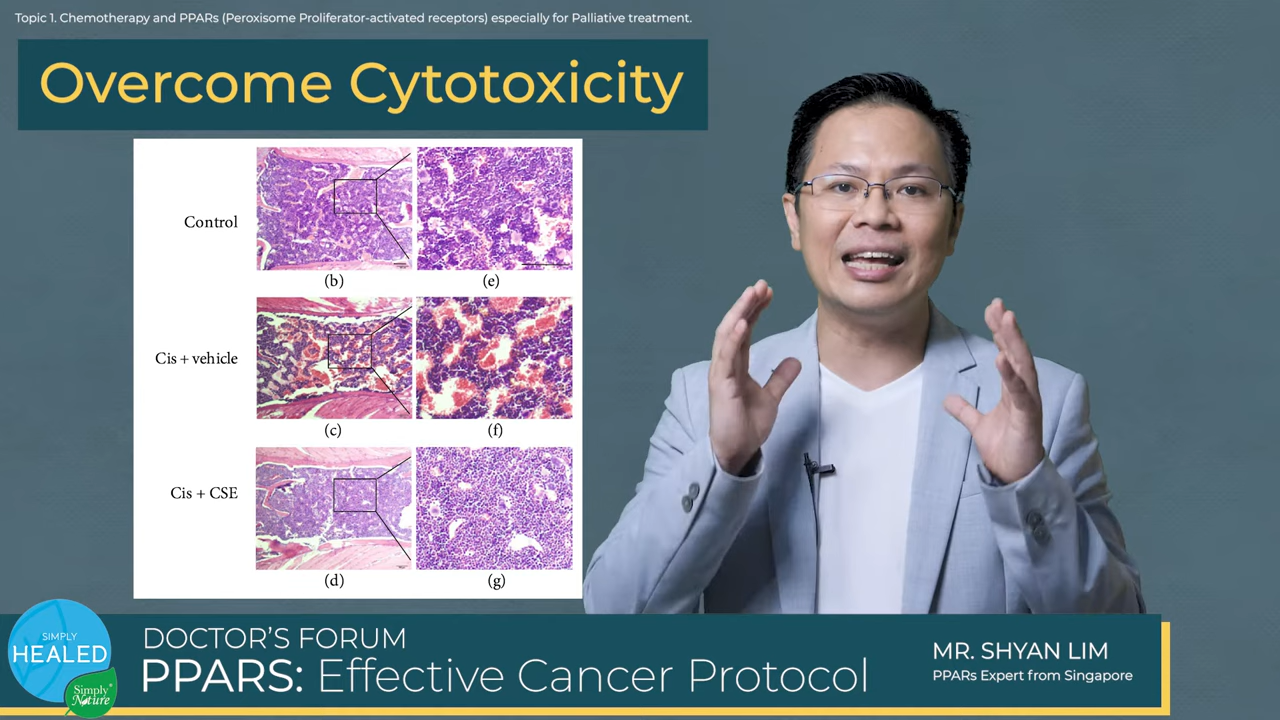 Topic 1. Chemotherapy and PPARs (Peroxisome Proliferator-activated receptors) especially for Palliative treatment.
Overcome Cytotoxicity
Control
(b)
(e)
Cis + vehicle
(c)
(f)
Cis + CSE
(d)
(g)
SIMPLY
HEALED
Simply
Nature
DOCTOR'S FORUM
PPARS: Effective Cancer Protocol
MR. SHYAN LIM
PPARs Expert from Singapore